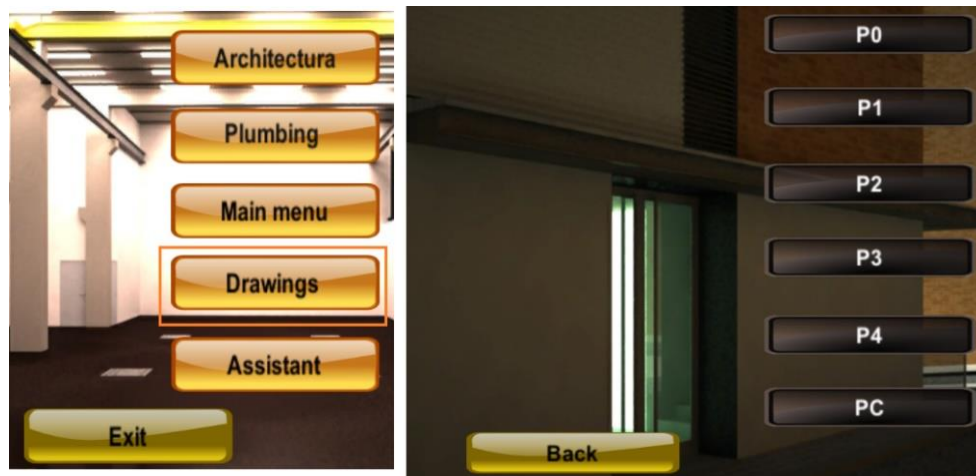 Architectura
Plumbing
Main menu
Drawings
Assistant
Exit
P0
P1
P2
P3
P4
PC
Back